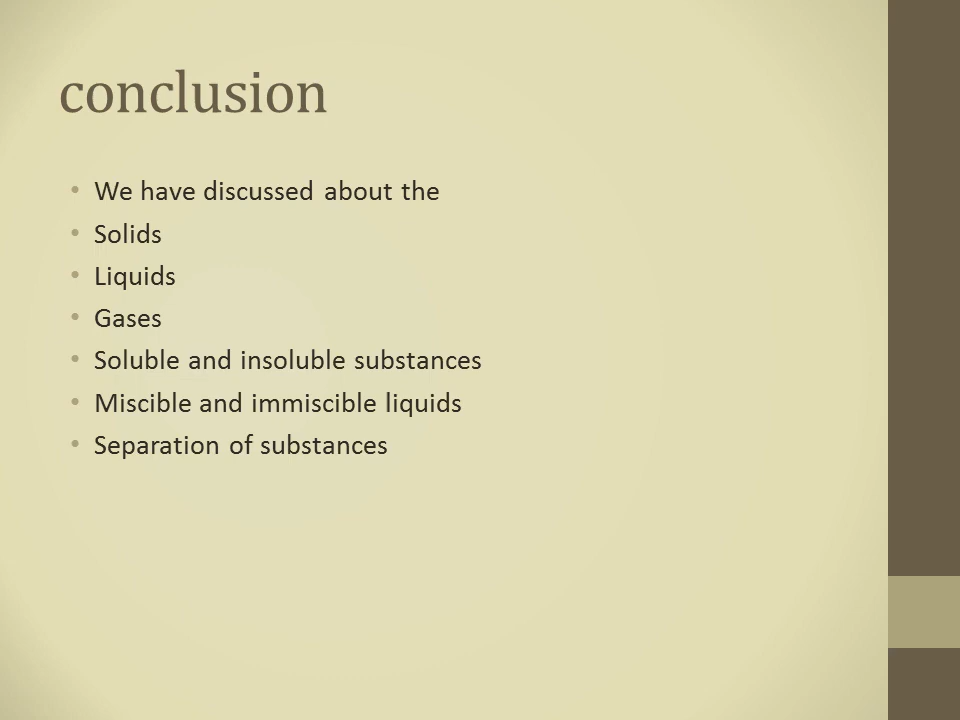 conclusion
• We have discussed about the
• Solids
• Liquids
• Gases
• Soluble and insoluble substances
• Miscible and immiscible liquids
• Separation of substances